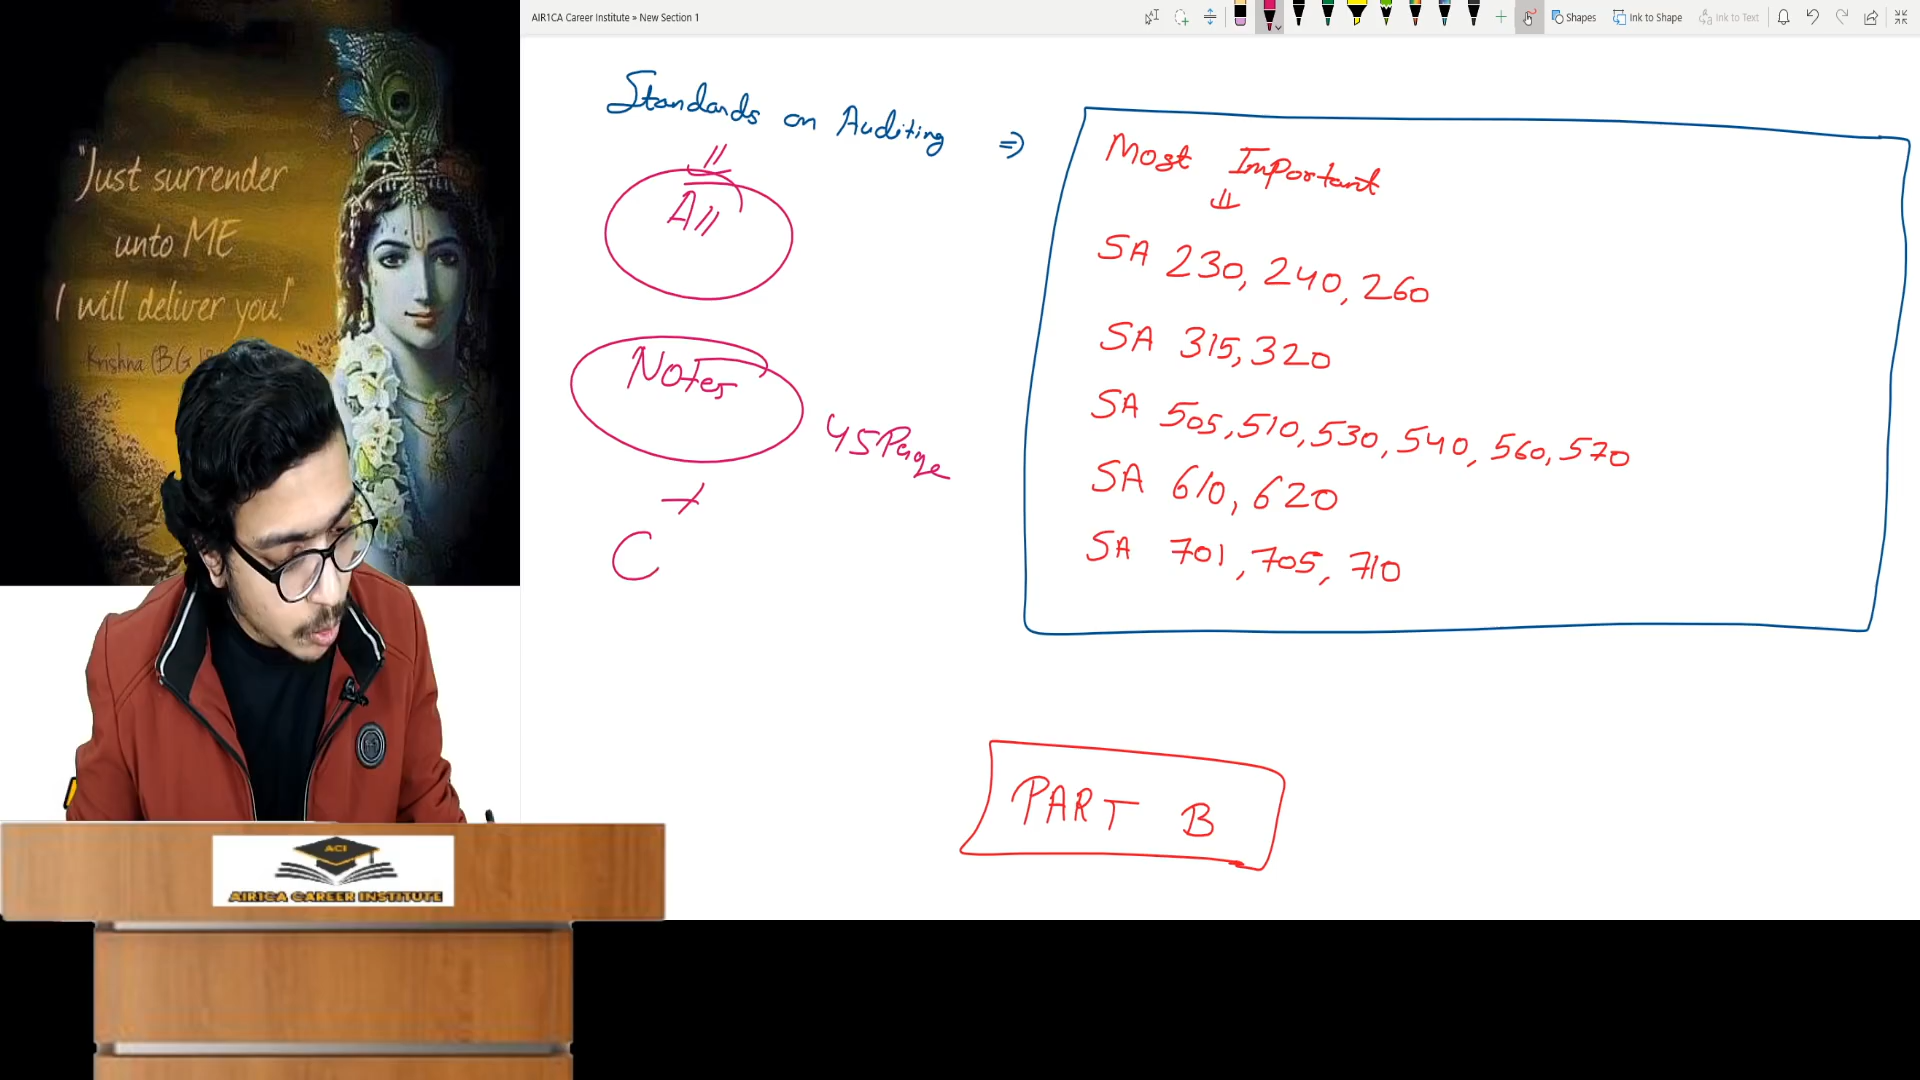 AIR1CA Career Institute » New Section 1
Shapes
Ink to Shape
Ink to Text
"Just surrender
unto ME
I will deliver you!"
Krishna (B.G.
Standards on Auditing ⇒
All
Notes
45 Page
+
C
Most Important
SA 230, 240, 260
SA 315, 320
SA 505, 510, 530, 540, 560, 570
SA 610, 620
SA 701, 705, 710
PART B
ACI
AIR1CA CAREER INSTITUTE